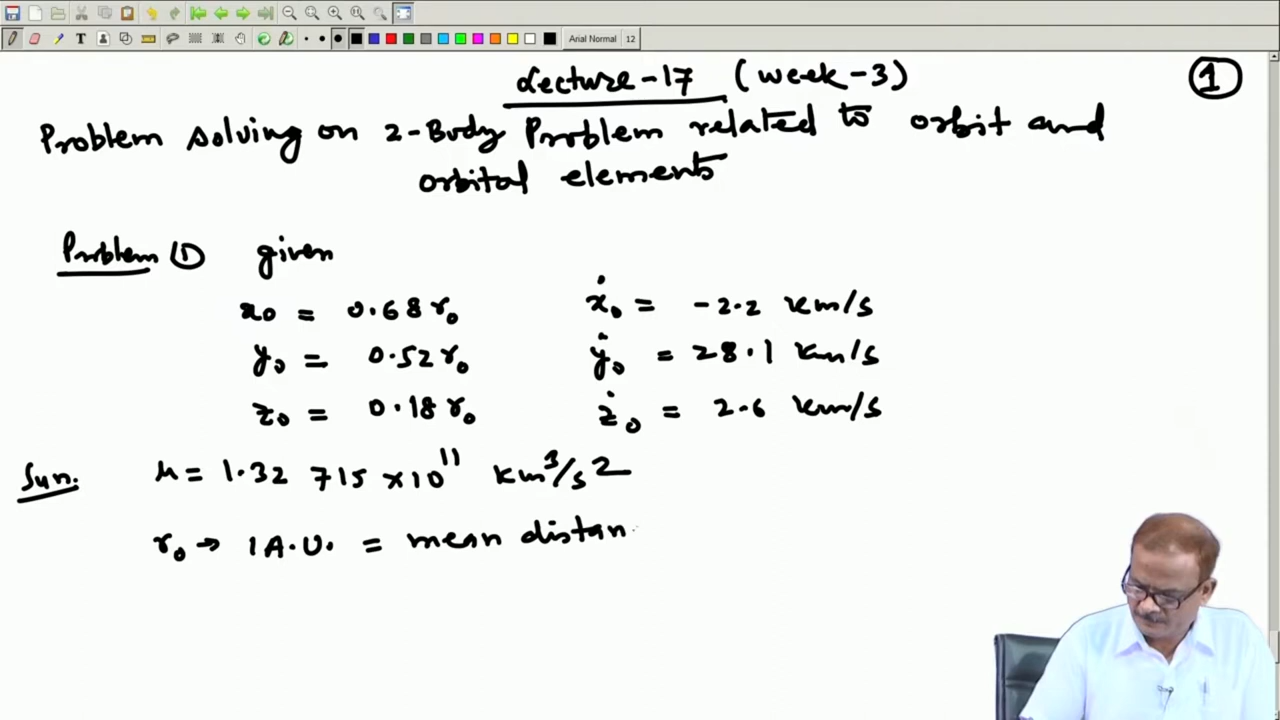 Arial Normal 12
Lecture-17 (week-3) 1
Problem solving on 2-Body Problem related to orbit and
orbital elements
Problem ① given
x0 = 0.68 r₀ ẋ₀ = -2.2 km/s
y₀ = 0.52 r₀ ẏ₀ = 28.1 km/s
z₀ = 0.18 r₀ ż₀ = 2.6 km/s
Sun. μ = 1.32 715 ×10¹¹ km³/s2
r₀ → 1 A.U. = mean distan